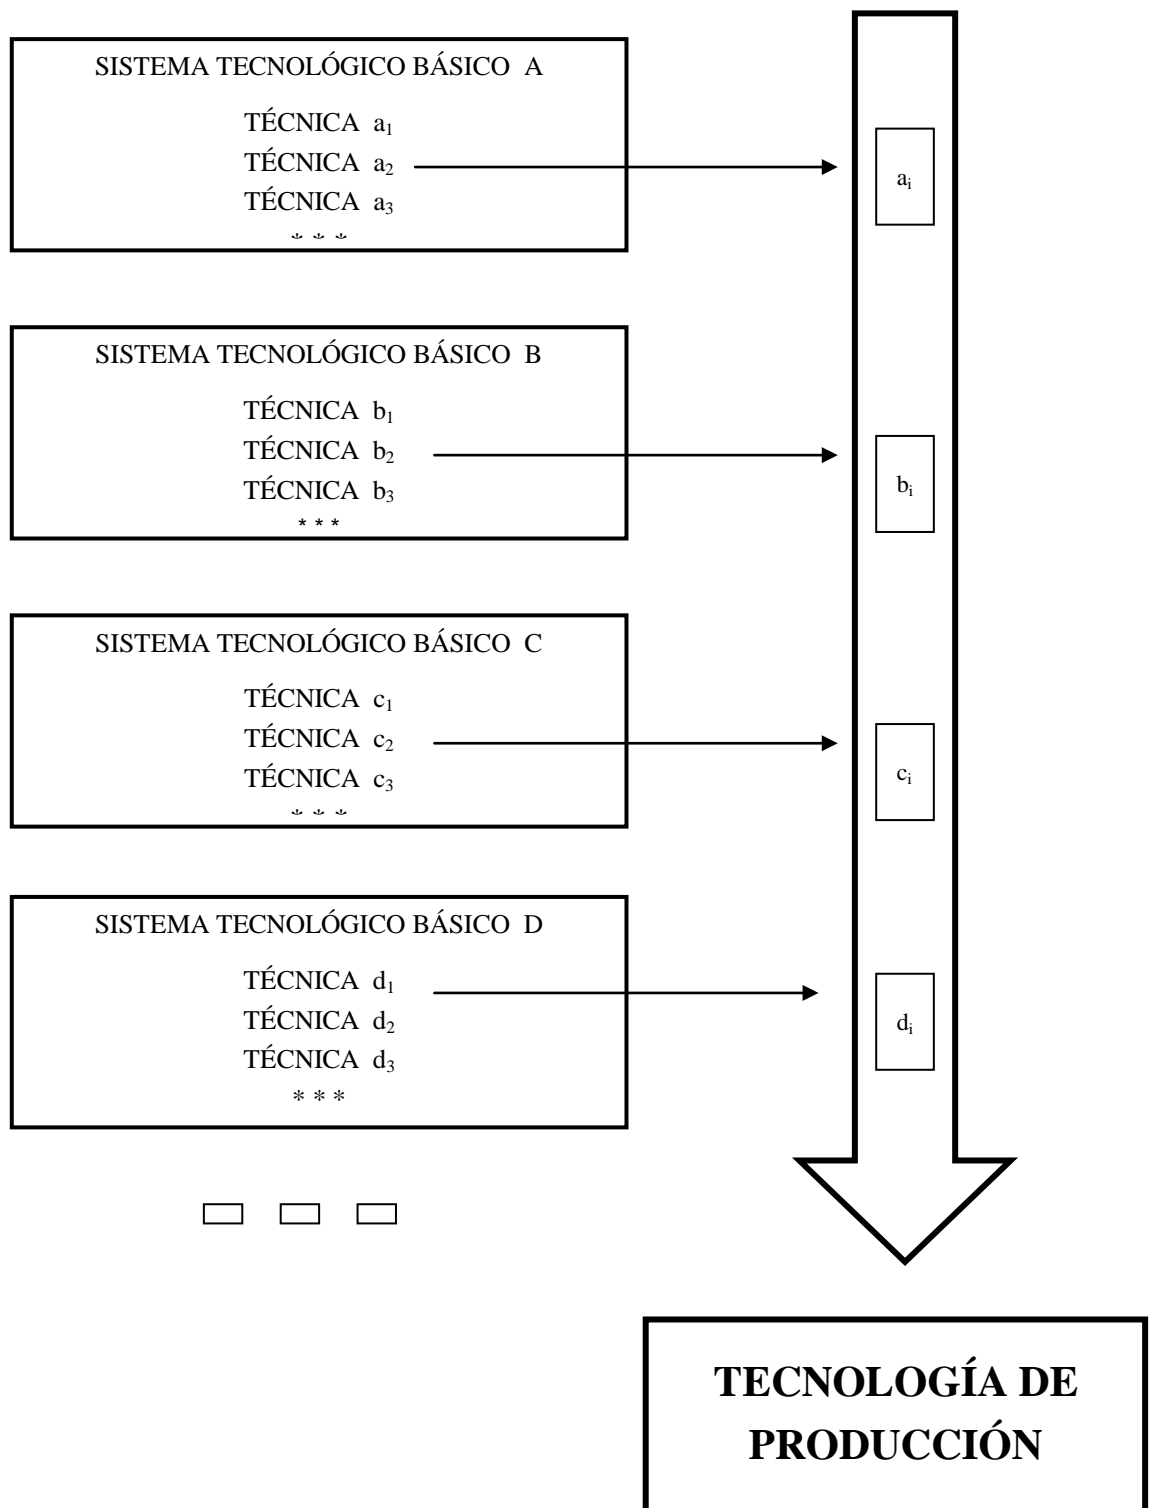 SISTEMA TECNOLÓGICO BÁSICO A
TÉCNICA a₁
TÉCNICA a₂
TÉCNICA a₃
* * *
aᵢ
SISTEMA TECNOLÓGICO BÁSICO B
TÉCNICA b₁
TÉCNICA b₂
TÉCNICA b₃
* * *
bᵢ
SISTEMA TECNOLÓGICO BÁSICO C
TÉCNICA c₁
TÉCNICA c₂
TÉCNICA c₃
* * *
cᵢ
SISTEMA TECNOLÓGICO BÁSICO D
TÉCNICA d₁
TÉCNICA d₂
TÉCNICA d₃
* * *
dᵢ
TECNOLOGÍA DE
PRODUCCIÓN